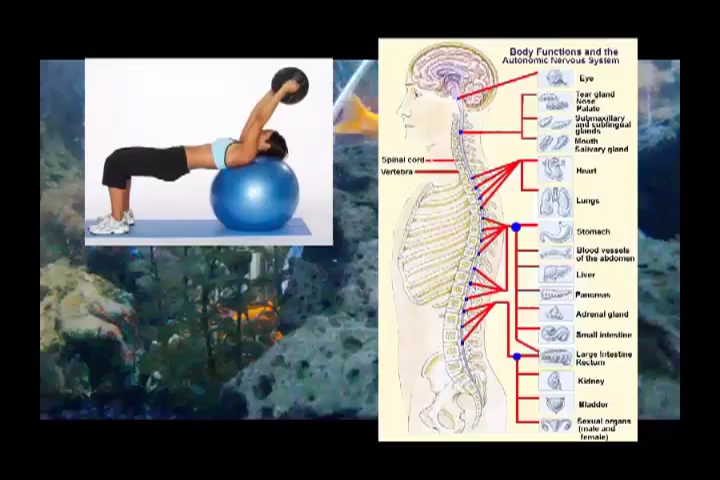 Body Functions and the
Autonomic Nervous System
Eye
Tear gland
Nose
Palate
Submaxillary
and sublingual
glands
Mouth
Salivary gland
Spinal cord
Vertebra
Heart
Lungs
Stomach
Blood vessels
of the abdomen
Liver
Pancreas
Adrenal gland
Small intestine
Large Intestine
Rectum
Kidney
Bladder
Sexual organs
(male and
female)